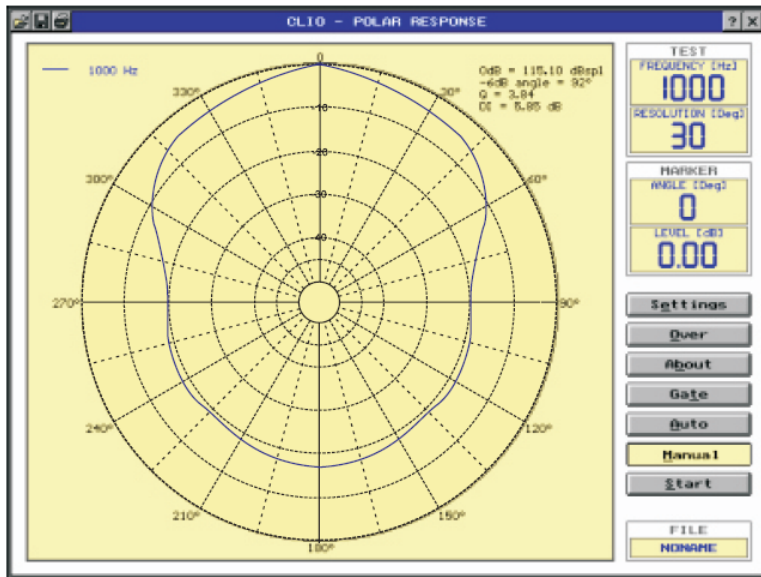 CLIO - POLAR RESPONSE
? X
1000 Hz
0dB = 115.10 dBspl
-6dB angle = 92°
Q = 3.84
DI = 5.85 dB
0
30°
60°
90°
120°
150°
180°
210°
240°
270°
300°
330°
-10
-20
-30
-40
TEST
FREQUENCY [Hz]
1000
RESOLUTION [Deg]
30
MARKER
ANGLE [Deg]
0
LEVEL [dB]
0.00
Settings
Over
About
Gate
Auto
Manual
Start
FILE
NONAME